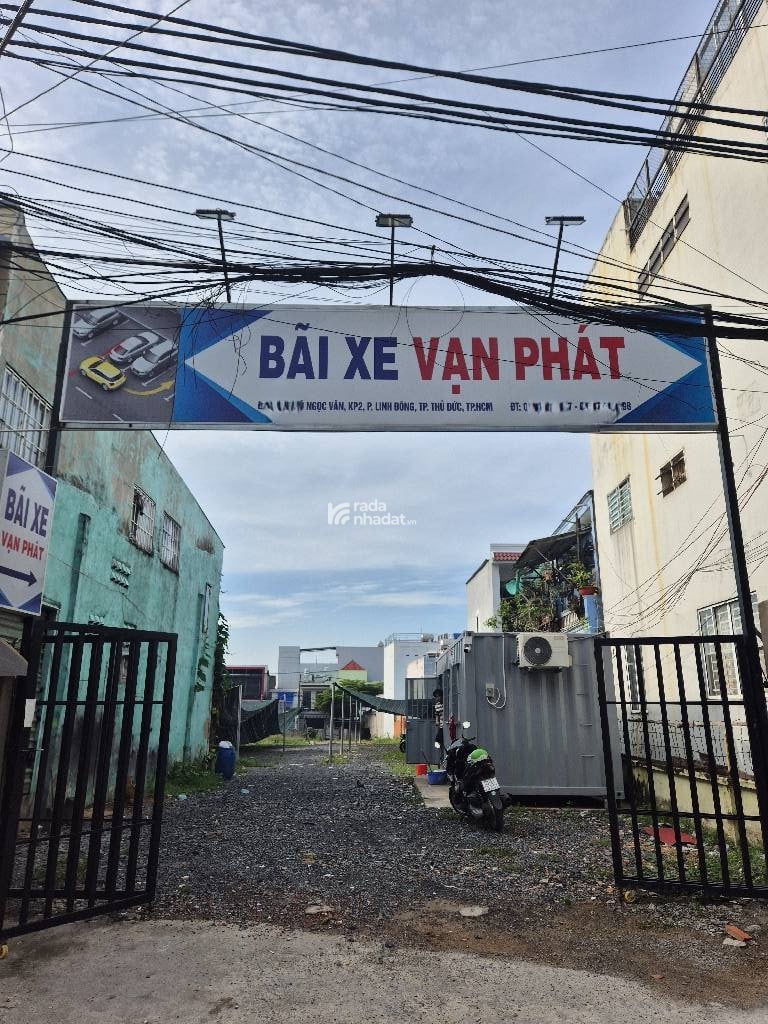 BÃI XE VẠN PHÁT
NGỌC VÂN, KP2, P. LINH ĐÔNG, TP. THỦ ĐỨC, TP.HCM ĐT:
rada
nhadat.vn
BÃI XE
VẠN PHÁT